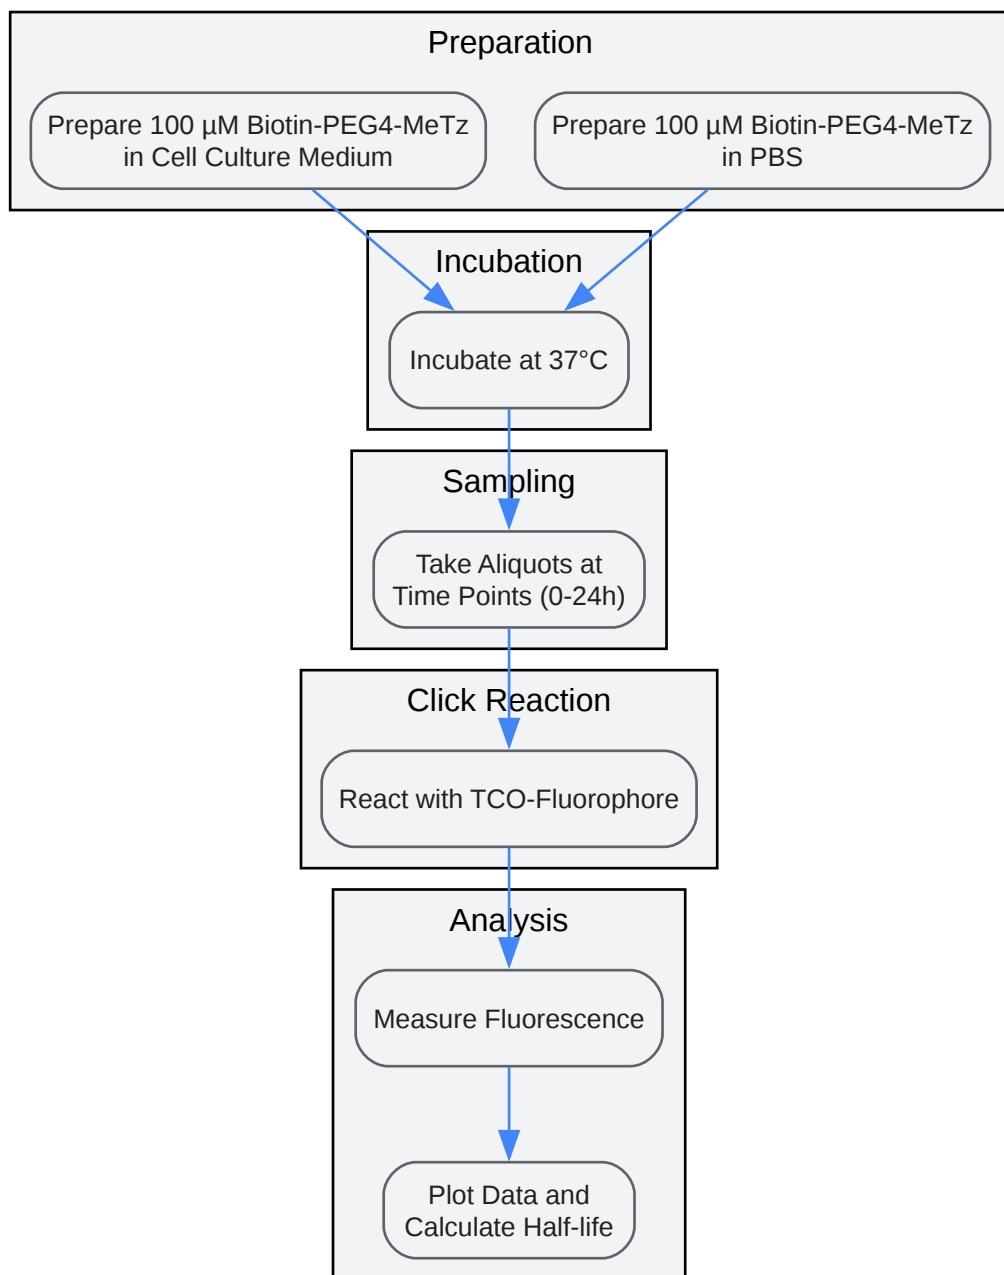 Preparation
Prepare 100 µM Biotin-PEG4-MeTz
in Cell Culture Medium
Prepare 100 µM Biotin-PEG4-MeTz
in PBS
Incubation
Incubate at 37°C
Sampling
Take Aliquots at
Time Points (0-24h)
Click Reaction
React with TCO-Fluorophore
Analysis
Measure Fluorescence
Plot Data and
Calculate Half-life